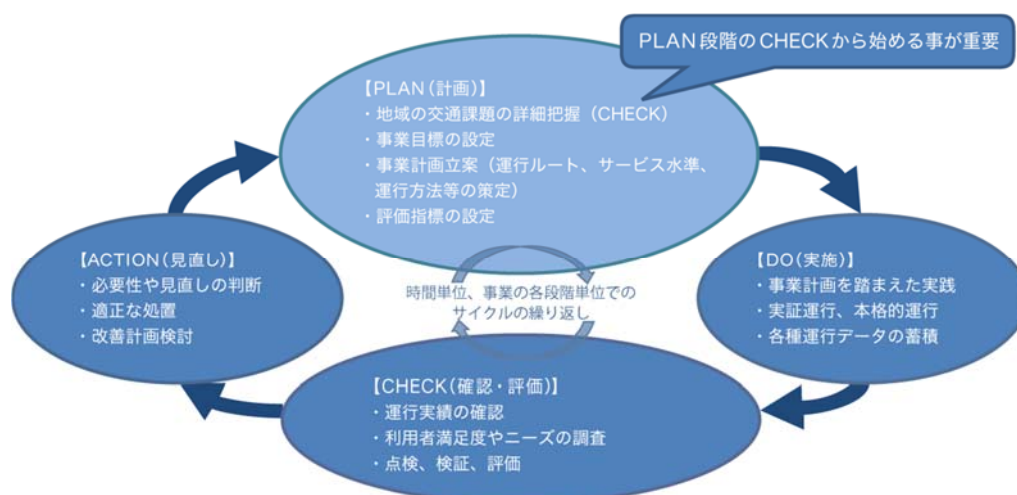 PLAN段階のCHECKから始める事が重要
【PLAN(計画)】
・地域の交通課題の詳細把握（CHECK）
・事業目標の設定
・事業計画立案（運行ルート、サービス水準、
運行方法等の策定）
・評価指標の設定
【ACTION(見直し)】
・必要性や見直しの判断
・適正な処置
・改善計画検討
【DO(実施)】
・事業計画を踏まえた実践
・実証運行、本格的運行
・各種運行データの蓄積
時間単位、事業の各段階単位での
サイクルの繰り返し
【CHECK(確認・評価)】
・運行実績の確認
・利用者満足度やニーズの調査
・点検、検証、評価